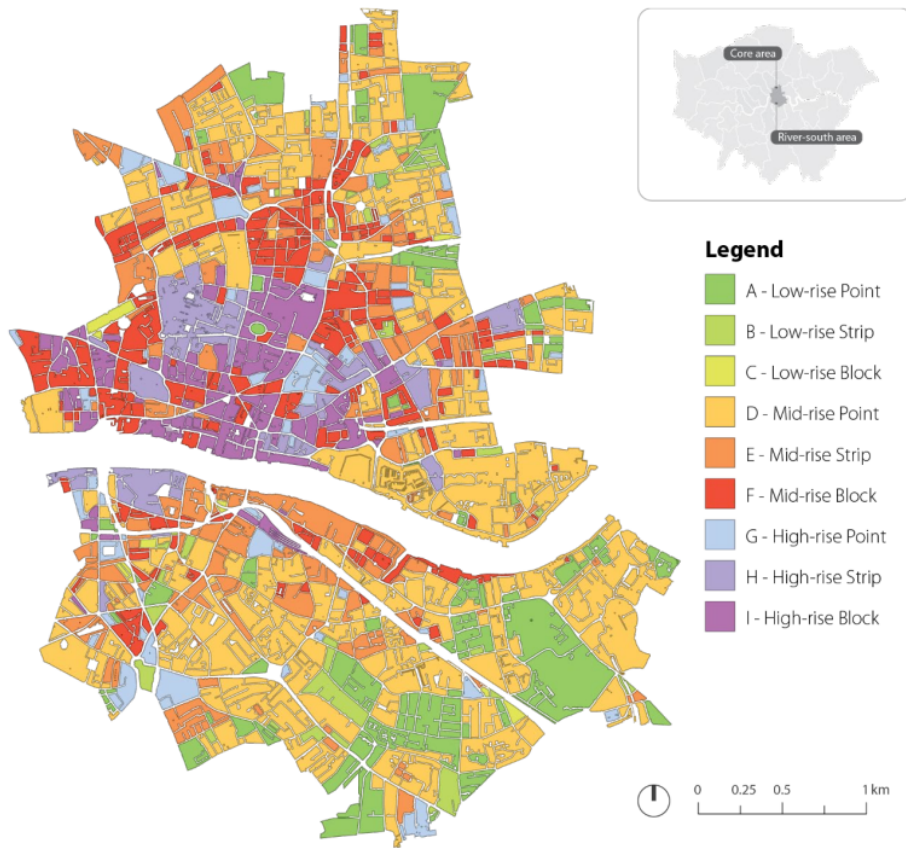 Core area
River-south area
Legend
A - Low-rise Point
B - Low-rise Strip
C - Low-rise Block
D - Mid-rise Point
E - Mid-rise Strip
F - Mid-rise Block
G - High-rise Point
H - High-rise Strip
I - High-rise Block
0 0.25 0.5 1 km